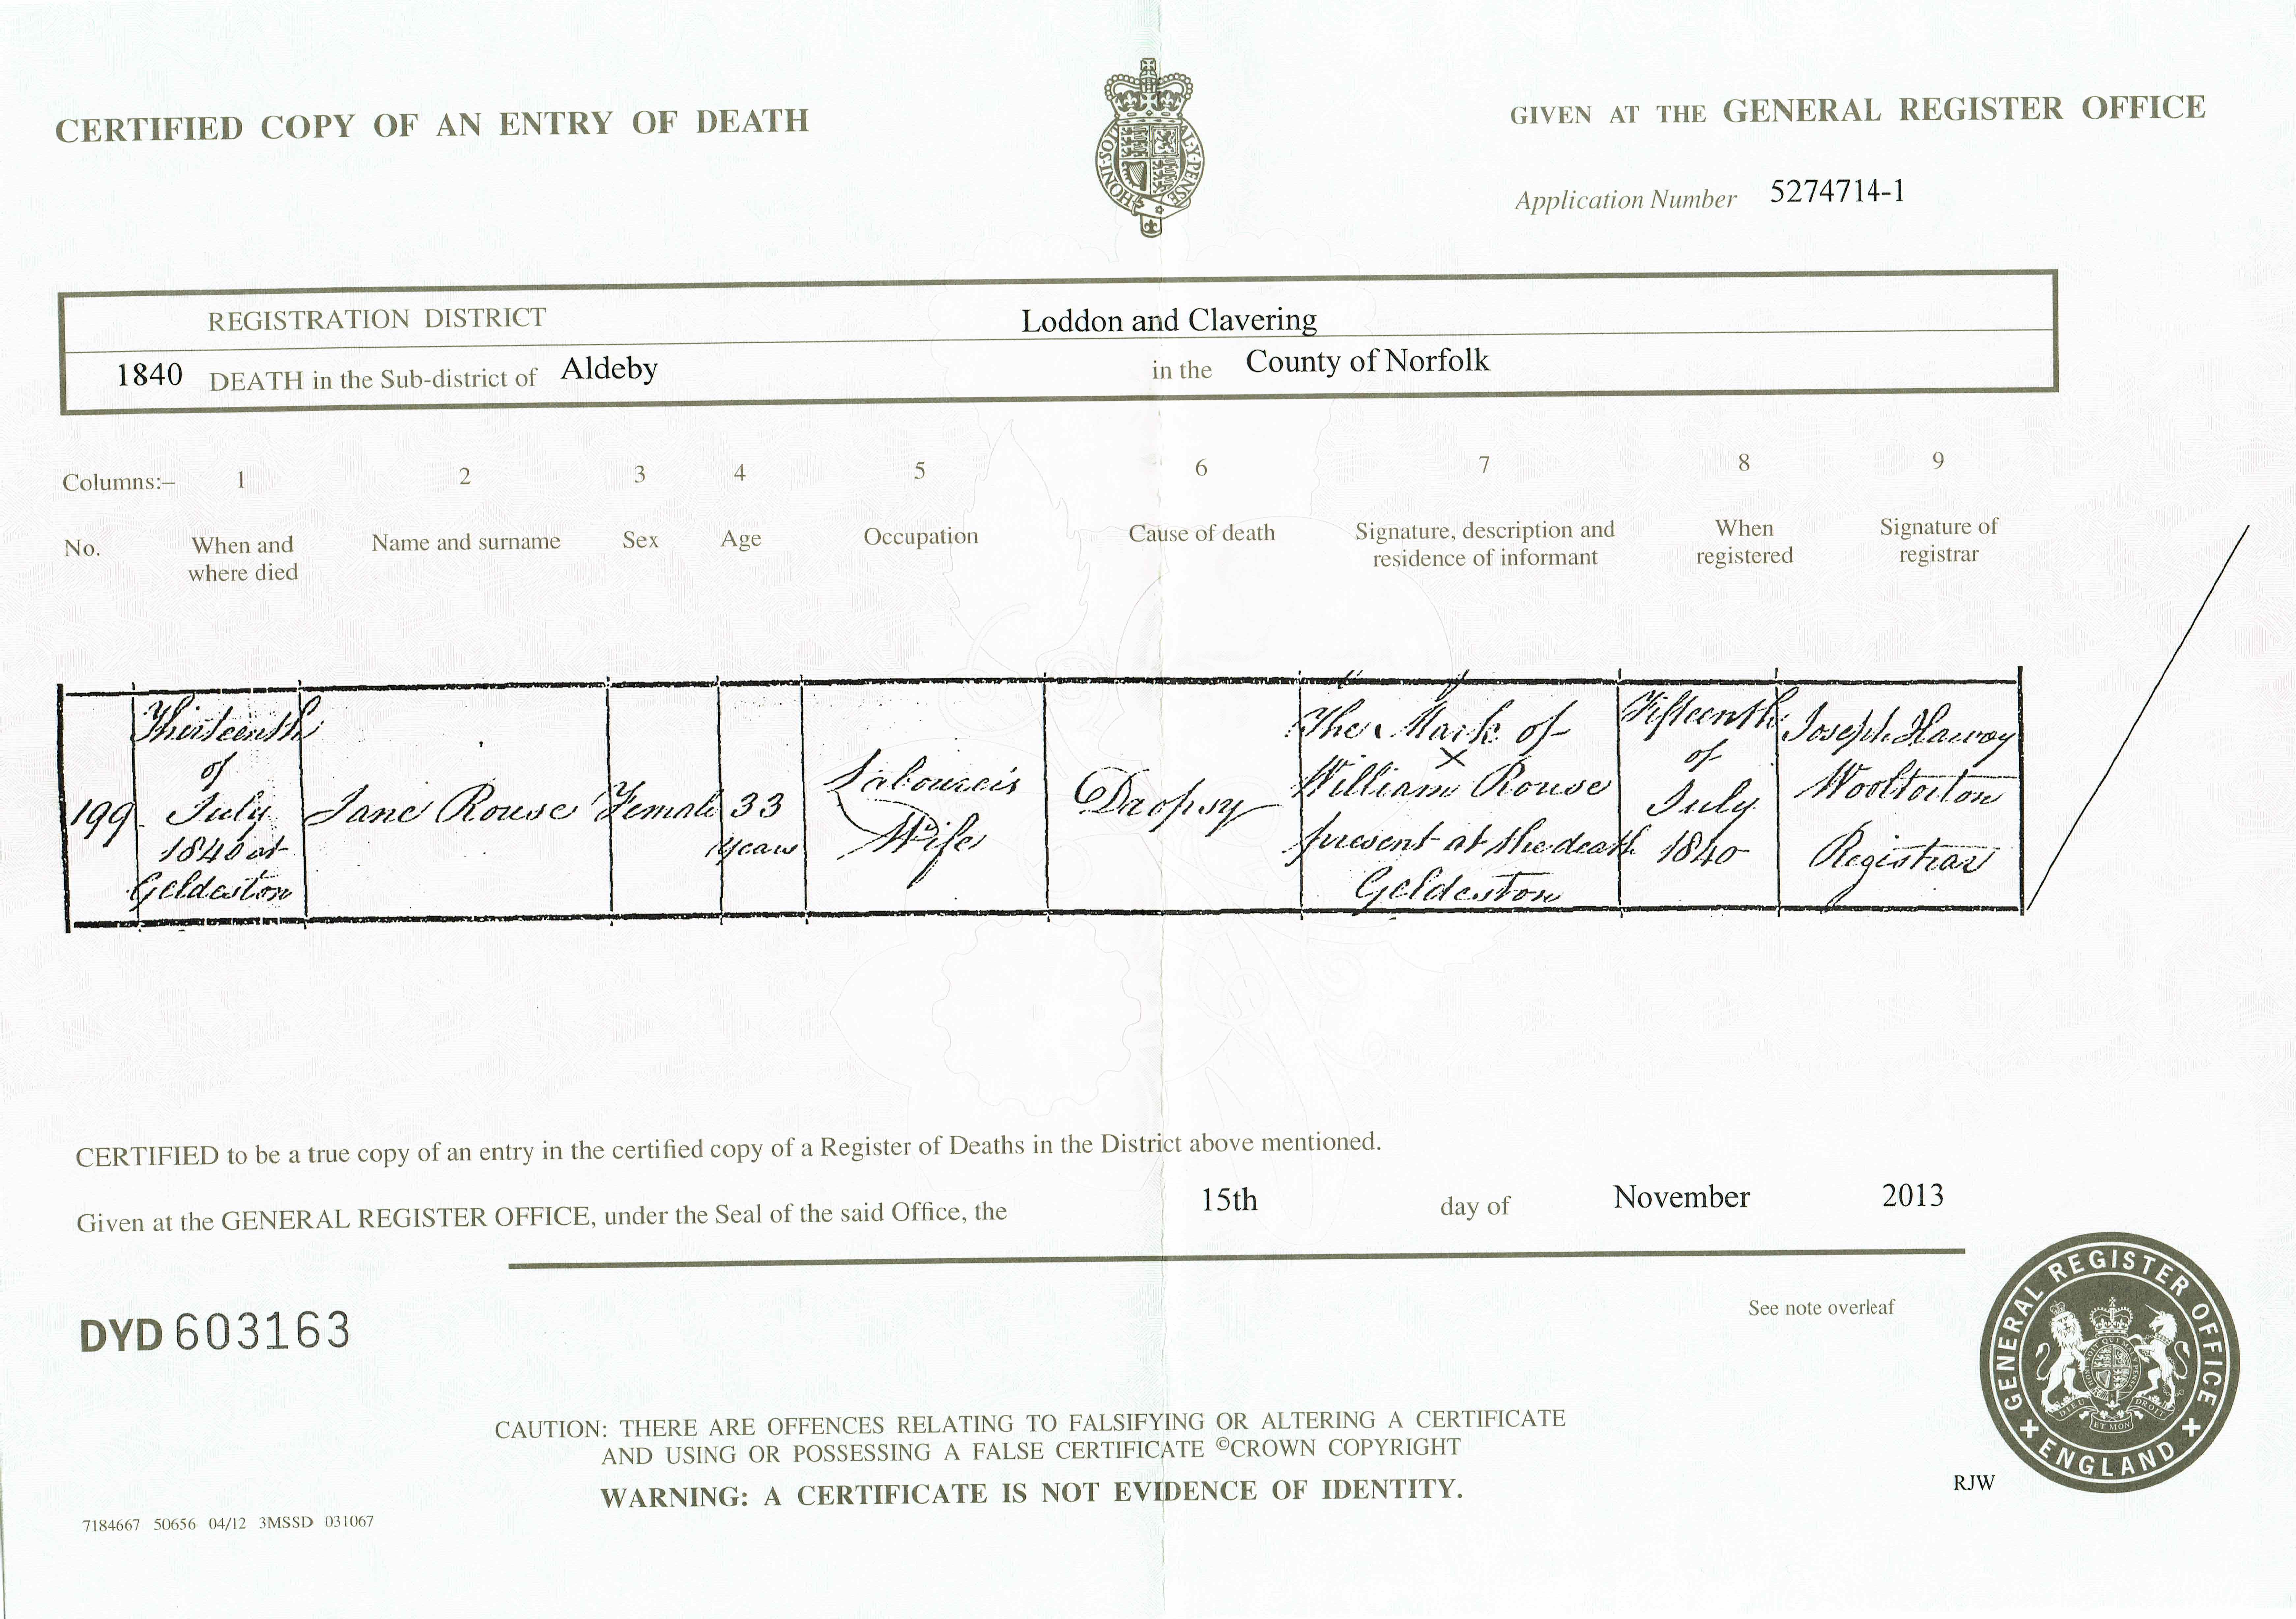 CERTIFIED COPY OF AN ENTRY OF DEATH
GIVEN AT THE GENERAL REGISTER OFFICE
HONI·SOIT AL·Y·PENSE
Application Number 5274714-1
REGISTRATION DISTRICT Loddon and Clavering
1840 DEATH in the Sub-district of Aldeby in the County of Norfolk
Columns:– 1 2 3 4 5 6 7 8 9
No.
When and
where died
Name and surname
Sex
Age
Occupation
Cause of death
Signature, description and
residence of informant
When
registered
Signature of
registrar
199
Thirteenth
of
July
1840 at
Geldeston
Jane Rouse
Female
33
years
Labourer's
Wife
Dropsy
The Mark of
X
William Rouse
present at the death
Geldeston
Fifteenth
of
July
1840
Joseph
Wooltorton
Registrar
CERTIFIED to be a true copy of an entry in the certified copy of a Register of Deaths in the District above mentioned.
Given at the GENERAL REGISTER OFFICE, under the Seal of the said Office, the 15th day of November 2013
DYD 603163
See note overleaf
GENERAL REGISTER OFFICE
ENGLAND
DIEU ET MON DROIT
CAUTION: THERE ARE OFFENCES RELATING TO FALSIFYING OR ALTERING A CERTIFICATE
AND USING OR POSSESSING A FALSE CERTIFICATE ©CROWN COPYRIGHT
WARNING: A CERTIFICATE IS NOT EVIDENCE OF IDENTITY.
RJW
7184667 50656 04/12 3MSSD 031067